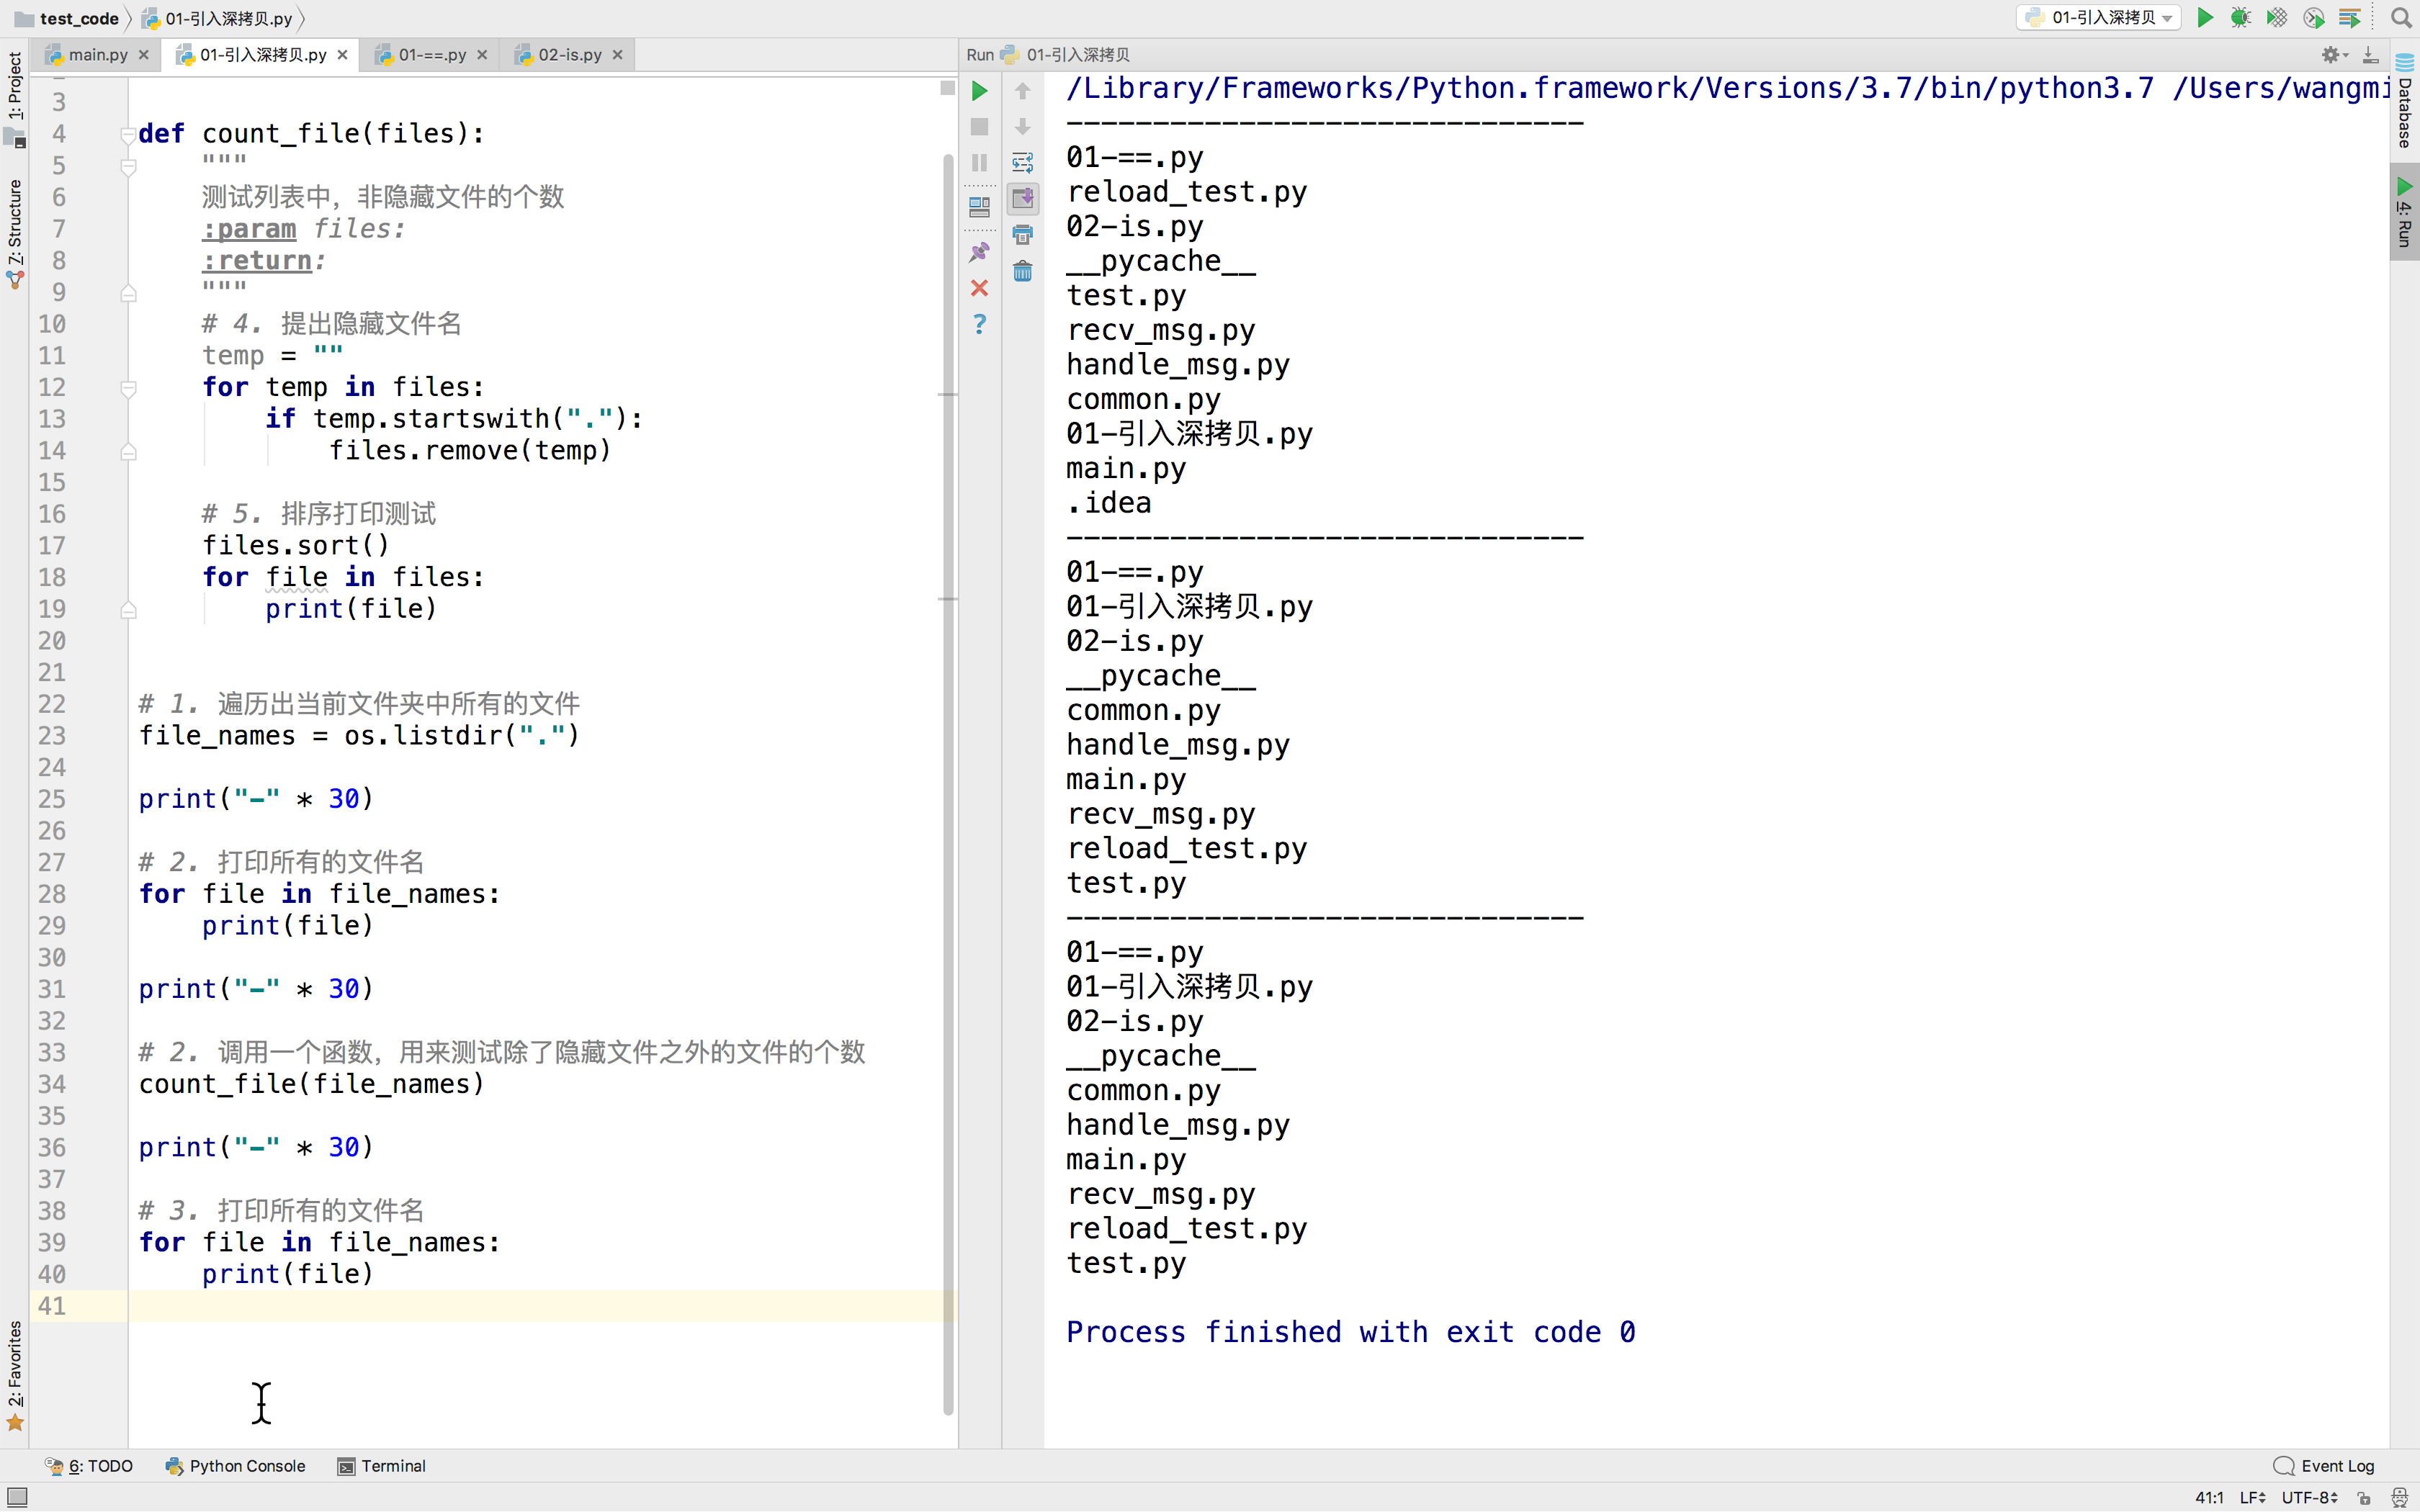 test_code 01-引入深拷贝.py 01-引入深拷贝
main.py 01-引入深拷贝.py 01-==.py 02-is.py
Run 01-引入深拷贝
1: Project
7: Structure
2: Favorites
3
4 def count_file(files):
5 """
6 测试列表中，非隐藏文件的个数
7 :param files:
8 :return:
9 """
10 # 4. 提出隐藏文件名
11 temp = ""
12 for temp in files:
13 if temp.startswith("."):
14 files.remove(temp)
15
16 # 5. 排序打印测试
17 files.sort()
18 for file in files:
19 print(file)
20
21
22 # 1. 遍历出当前文件夹中所有的文件
23 file_names = os.listdir(".")
24
25 print("-" * 30)
26
27 # 2. 打印所有的文件名
28 for file in file_names:
29 print(file)
30
31 print("-" * 30)
32
33 # 2. 调用一个函数，用来测试除了隐藏文件之外的文件的个数
34 count_file(file_names)
35
36 print("-" * 30)
37
38 # 3. 打印所有的文件名
39 for file in file_names:
40 print(file)
41
/Library/Frameworks/Python.framework/Versions/3.7/bin/python3.7 /Users/wangmi
------------------------------
01-==.py
reload_test.py
02-is.py
__pycache__
test.py
recv_msg.py
handle_msg.py
common.py
01-引入深拷贝.py
main.py
.idea
------------------------------
01-==.py
01-引入深拷贝.py
02-is.py
__pycache__
common.py
handle_msg.py
main.py
recv_msg.py
reload_test.py
test.py
------------------------------
01-==.py
01-引入深拷贝.py
02-is.py
__pycache__
common.py
handle_msg.py
main.py
recv_msg.py
reload_test.py
test.py
Process finished with exit code 0
Database
4: Run
6: TODO Python Console Terminal Event Log
41:1 LF UTF-8